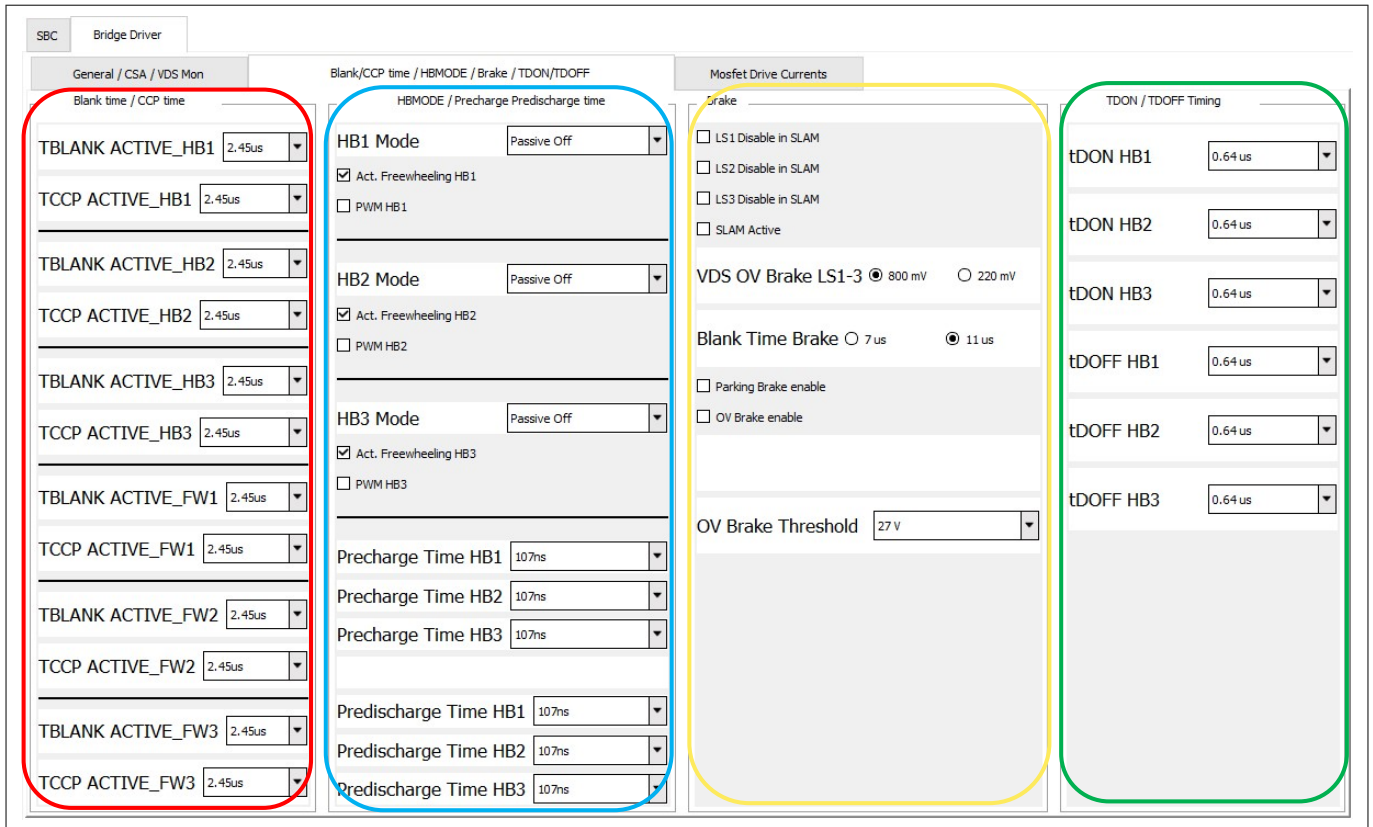 SBC
Bridge Driver
General / CSA / VDS Mon
Blank/CCP time / HBMODE / Brake / TDON/TDOFF
Mosfet Drive Currents
Blank time / CCP time
TBLANK ACTIVE_HB1 2.45us
TCCP ACTIVE_HB1 2.45us
TBLANK ACTIVE_HB2 2.45us
TCCP ACTIVE_HB2 2.45us
TBLANK ACTIVE_HB3 2.45us
TCCP ACTIVE_HB3 2.45us
TBLANK ACTIVE_FW1 2.45us
TCCP ACTIVE_FW1 2.45us
TBLANK ACTIVE_FW2 2.45us
TCCP ACTIVE_FW2 2.45us
TBLANK ACTIVE_FW3 2.45us
TCCP ACTIVE_FW3 2.45us
HBMODE / Precharge Predischarge time
HB1 Mode Passive Off
Act. Freewheeling HB1
PWM HB1
HB2 Mode Passive Off
Act. Freewheeling HB2
PWM HB2
HB3 Mode Passive Off
Act. Freewheeling HB3
PWM HB3
Precharge Time HB1 107ns
Precharge Time HB2 107ns
Precharge Time HB3 107ns
Predischarge Time HB1 107ns
Predischarge Time HB2 107ns
Predischarge Time HB3 107ns
Brake
LS1 Disable in SLAM
LS2 Disable in SLAM
LS3 Disable in SLAM
SLAM Active
VDS OV Brake LS1-3 800 mV 220 mV
Blank Time Brake 7 us 11 us
Parking Brake enable
OV Brake enable
OV Brake Threshold 27 V
TDON / TDOFF Timing
tDON HB1 0.64 us
tDON HB2 0.64 us
tDON HB3 0.64 us
tDOFF HB1 0.64 us
tDOFF HB2 0.64 us
tDOFF HB3 0.64 us